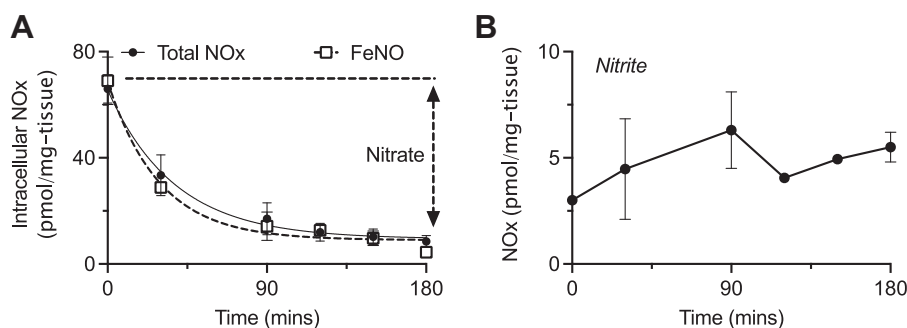 A
Total NOx
FeNO
Intracellular NOx
(pmol/mg-tissue)
80
40
0
Nitrate
0
90
180
Time (mins)
B
Nitrite
NOx (pmol/mg-tissue)
10
5
0
0
90
180
Time (mins)